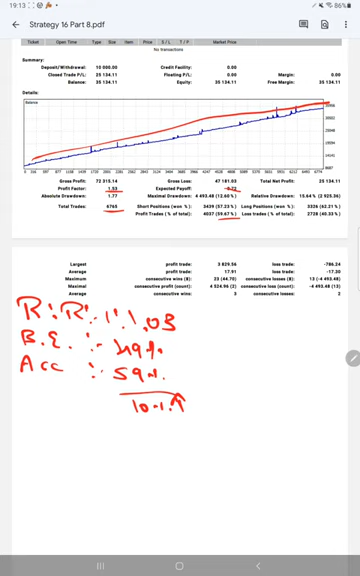 19:13
86%
Strategy 16 Part 8.pdf
Ticket Open Time Type Size Item Price S / L T / P Market Price
No transactions
Summary:
Deposit/Withdrawal: 10 000.00 Credit Facility: 0.00
Closed Trade P/L: 25 134.11 Floating P/L: 0.00 Margin: 0.00
Balance: 35 134.11 Equity: 35 134.11 Free Margin: 35 134.11
Details:
Balance
Gross Profit: 72 315.14 Gross Loss: 47 181.03 Total Net Profit: 25 134.11
Profit Factor: 1.53 Expected Payoff: 3.72
Absolute Drawdown: 1.77 Maximal Drawdown: 4 493.48 (12.60%) Relative Drawdown: 15.64% (2 925.36)
Total Trades: 6765 Short Positions (won %): 3439 (57.23%) Long Positions (won %): 3326 (62.21%)
Profit Trades (% of total): 4037 (59.67%) Loss trades (% of total): 2728 (40.33%)
Largest profit trade: 3 829.56 loss trade: -786.24
Average profit trade: 17.91 loss trade: -17.30
Maximum consecutive wins ($): 23 (44.70) consecutive losses ($): 13 (-4 493.48)
Maximal consecutive profit (count): 4 524.96 (2) consecutive loss (count): -4 493.48 (13)
Average consecutive wins: 3 consecutive losses: 2
R:R :- 1:1.03
B.E. :- 49%
Acc :- 59%
10%↑